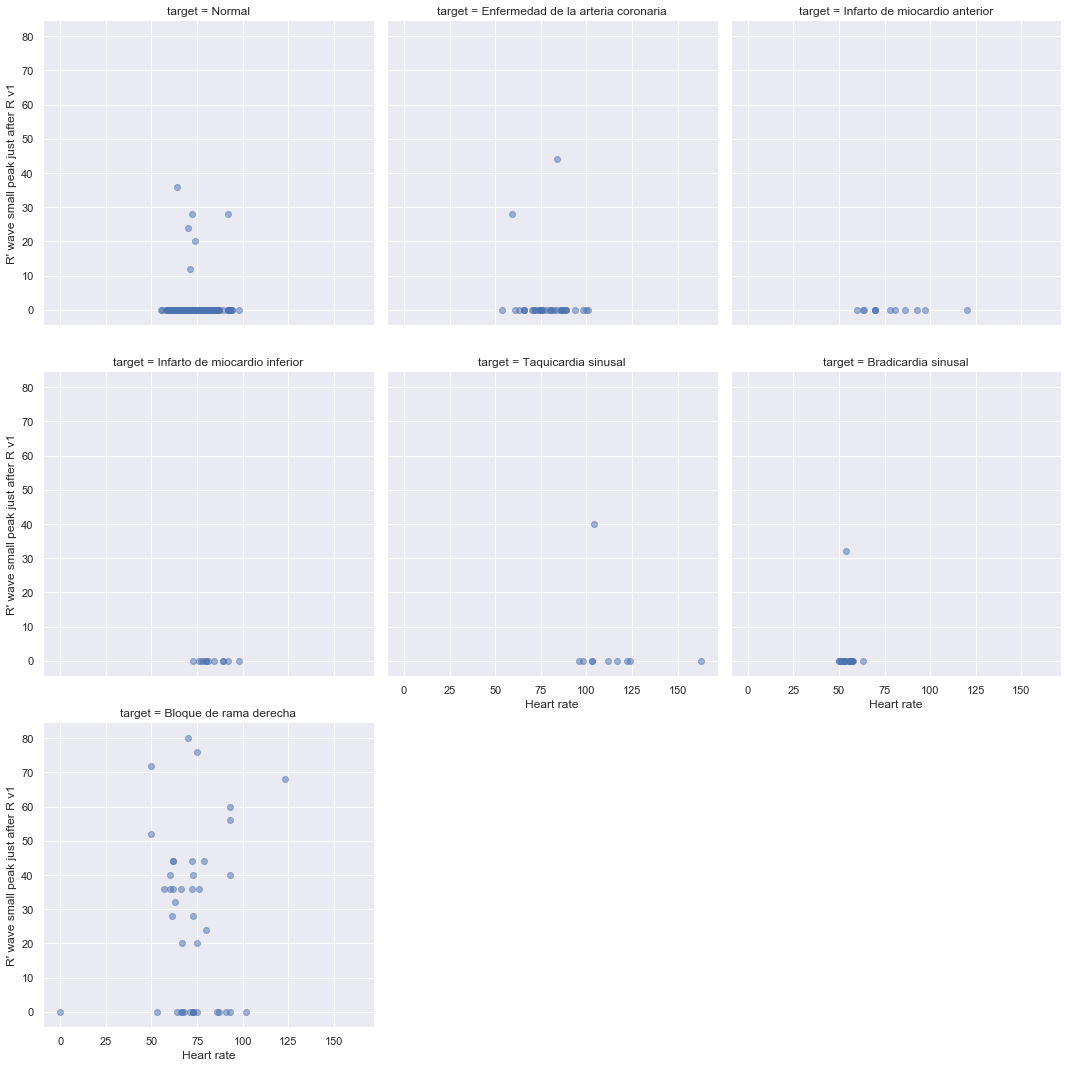 target = Normal
target = Enfermedad de la arteria coronaria
target = Infarto de miocardio anterior
80
70
60
50
40
30
20
10
0
R' wave small peak just after R v1
target = Infarto de miocardio inferior
target = Taquicardia sinusal
target = Bradicardia sinusal
80
70
60
50
40
30
20
10
0
R' wave small peak just after R v1
0 25 50 75 100 125 150
Heart rate
0 25 50 75 100 125 150
Heart rate
target = Bloque de rama derecha
80
70
60
50
40
30
20
10
0
R' wave small peak just after R v1
0 25 50 75 100 125 150
Heart rate